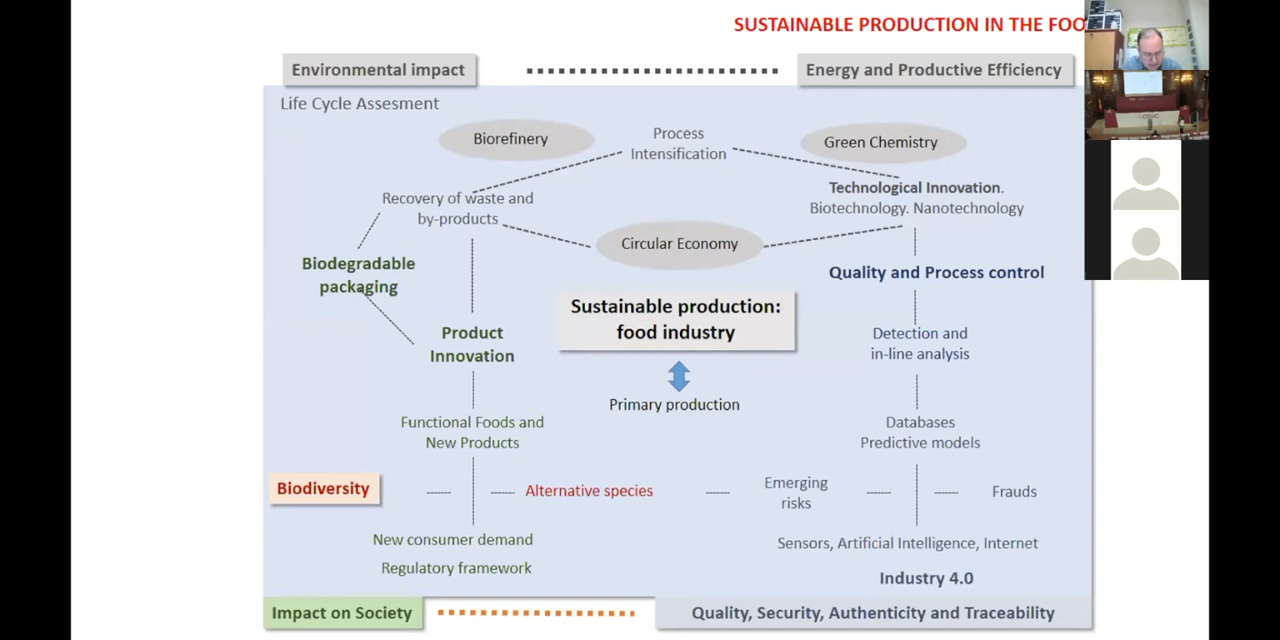 SUSTAINABLE PRODUCTION IN THE FOO
Environmental impact
Energy and Productive Efficiency
Life Cycle Assesment
Biorefinery
Process
Intensification
Green Chemistry
Recovery of waste and
by-products
Technological Innovation.
Biotechnology. Nanotechnology
Circular Economy
Biodegradable
packaging
Quality and Process control
Sustainable production:
food industry
Product
Innovation
Detection and
in-line analysis
Primary production
Functional Foods and
New Products
Databases
Predictive models
Biodiversity
Alternative species
Emerging
risks
Frauds
New consumer demand
Regulatory framework
Sensors, Artificial Intelligence, Internet
Industry 4.0
Impact on Society
Quality, Security, Authenticity and Traceability